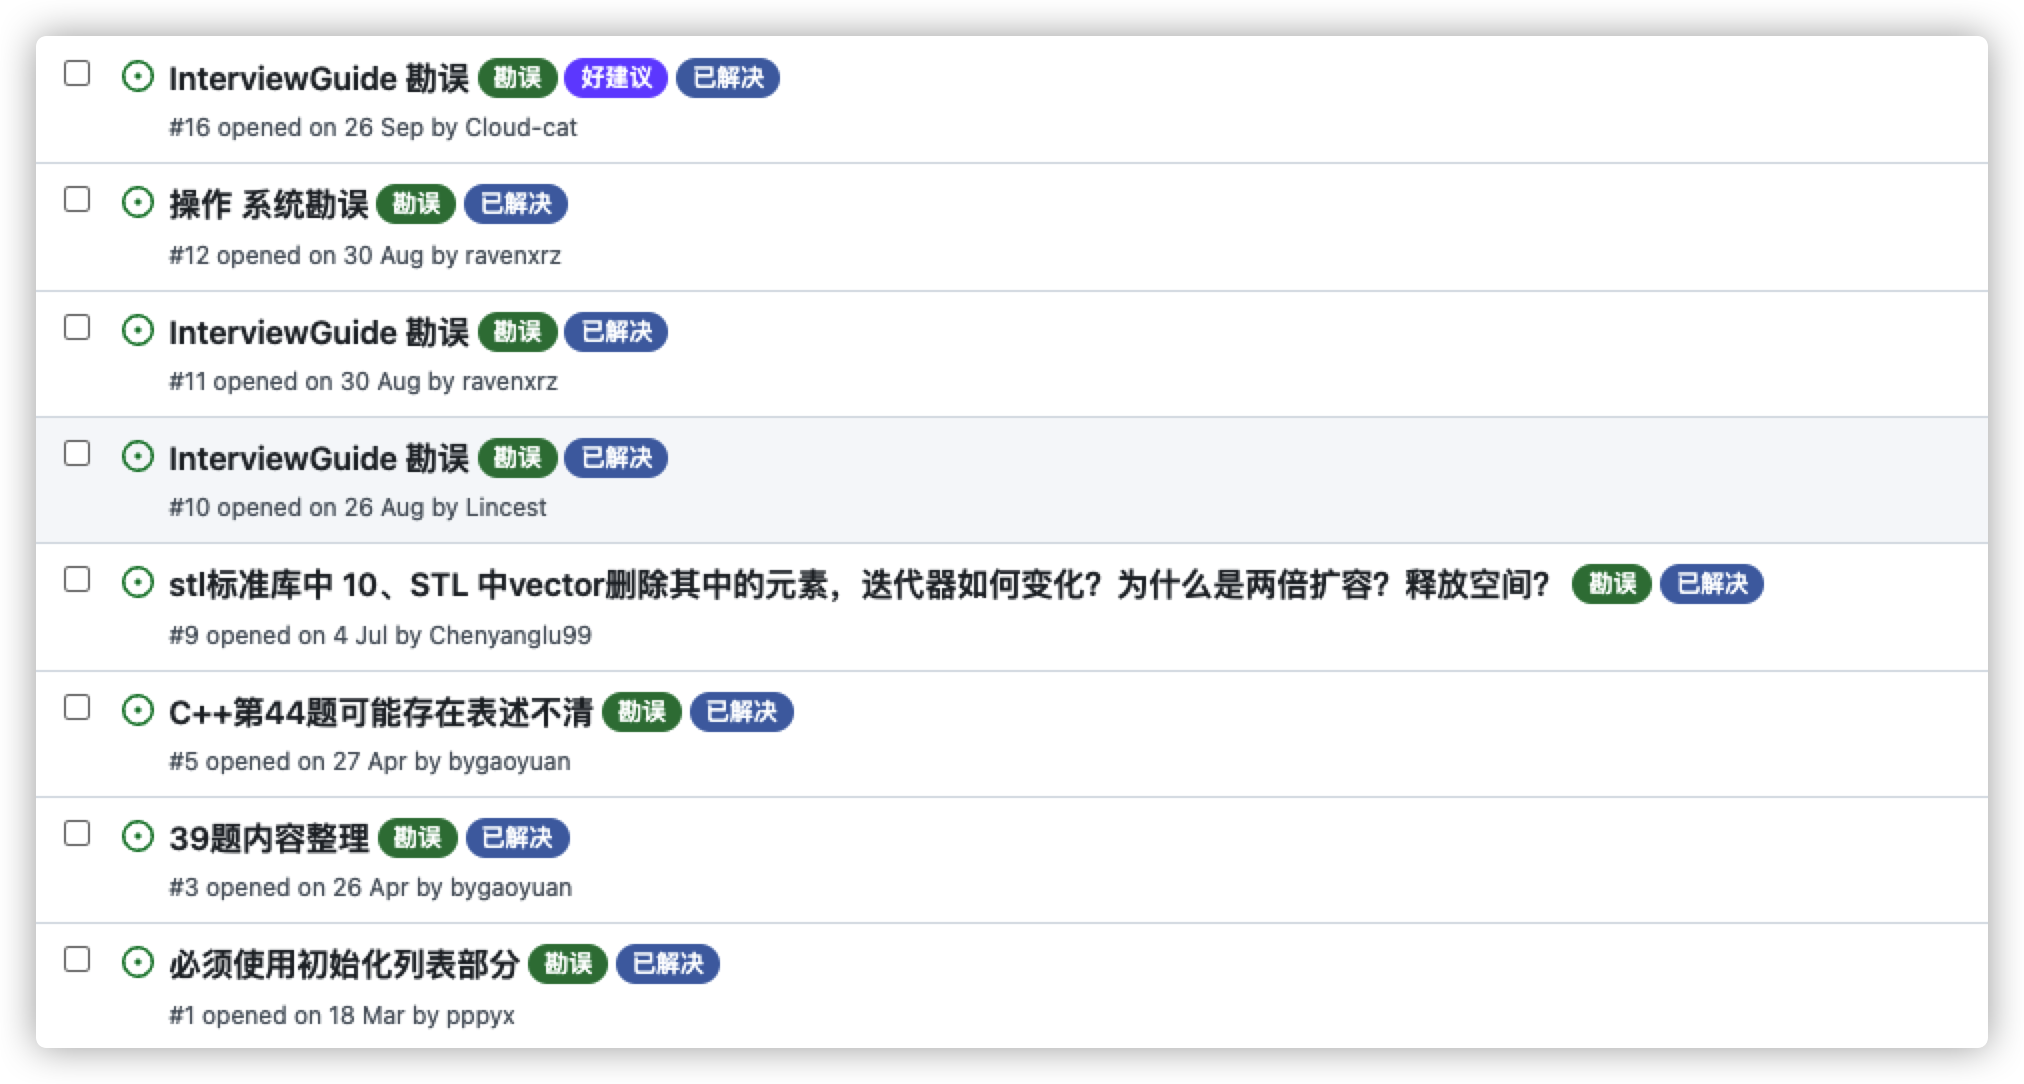 InterviewGuide 勘误 勘误 好建议 已解决
#16 opened on 26 Sep by Cloud-cat
操作 系统勘误 勘误 已解决
#12 opened on 30 Aug by ravenxrz
InterviewGuide 勘误 勘误 已解决
#11 opened on 30 Aug by ravenxrz
InterviewGuide 勘误 勘误 已解决
#10 opened on 26 Aug by Lincest
stl标准库中 10、STL 中vector删除其中的元素，迭代器如何变化？为什么是两倍扩容？释放空间？ 勘误 已解决
#9 opened on 4 Jul by Chenyanglu99
C++第44题可能存在表述不清 勘误 已解决
#5 opened on 27 Apr by bygaoyuan
39题内容整理 勘误 已解决
#3 opened on 26 Apr by bygaoyuan
必须使用初始化列表部分 勘误 已解决
#1 opened on 18 Mar by pppyx